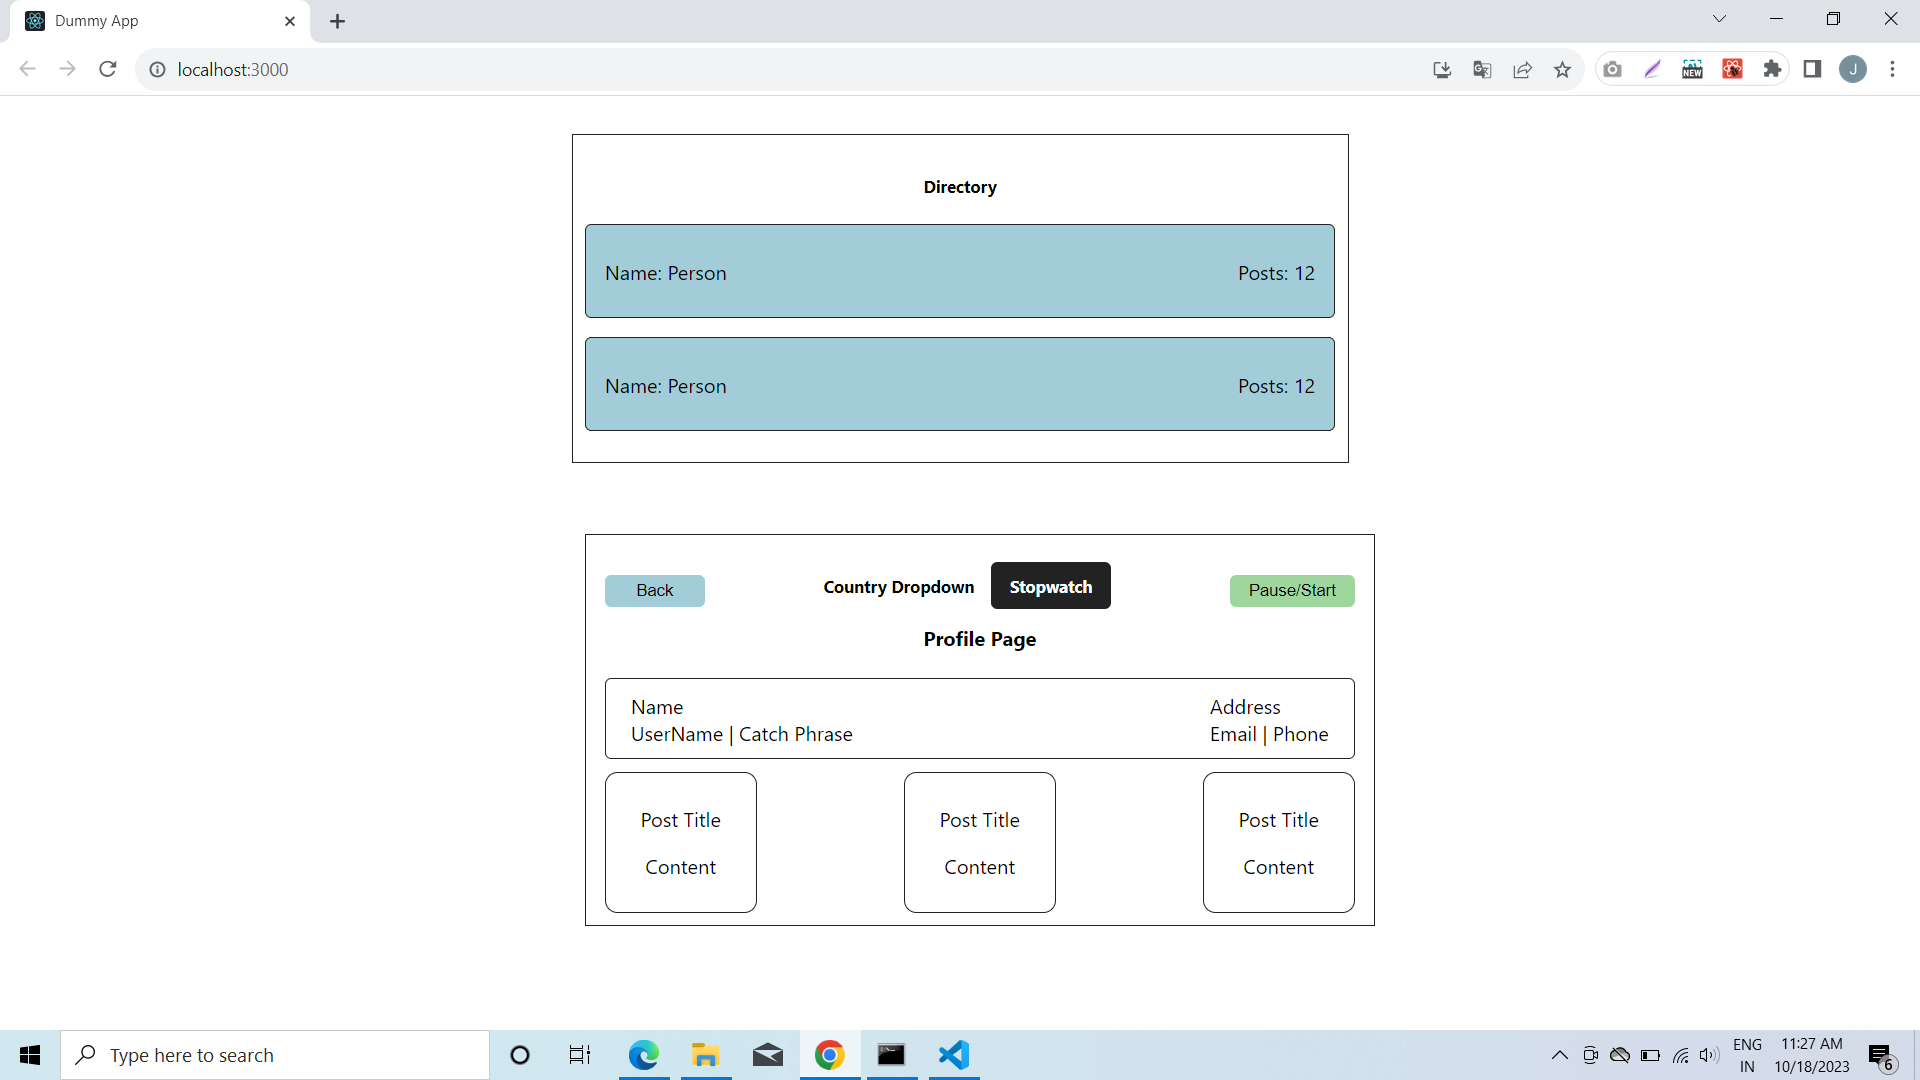 Dummy App
localhost:3000
NEW
J
Directory
Name: Person Posts: 12
Name: Person Posts: 12
Back Country Dropdown Stopwatch Pause/Start
Profile Page
Name Address
UserName | Catch Phrase Email | Phone
Post Title Post Title Post Title
Content Content Content
Type here to search
ENG 11:27 AM
IN 10/18/2023
6